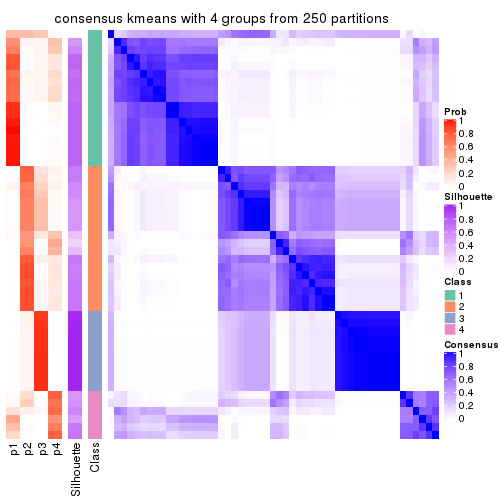 consensus kmeans with 4 groups from 250 partitions
Prob
1
0.8
0.6
0.4
0.2
0
Silhouette
1
0.8
0.6
0.4
0.2
0
Class
1
2
3
4
Consensus
1
0.8
0.6
0.4
0.2
0
p1
p2
p3
p4
Silhouette
Class